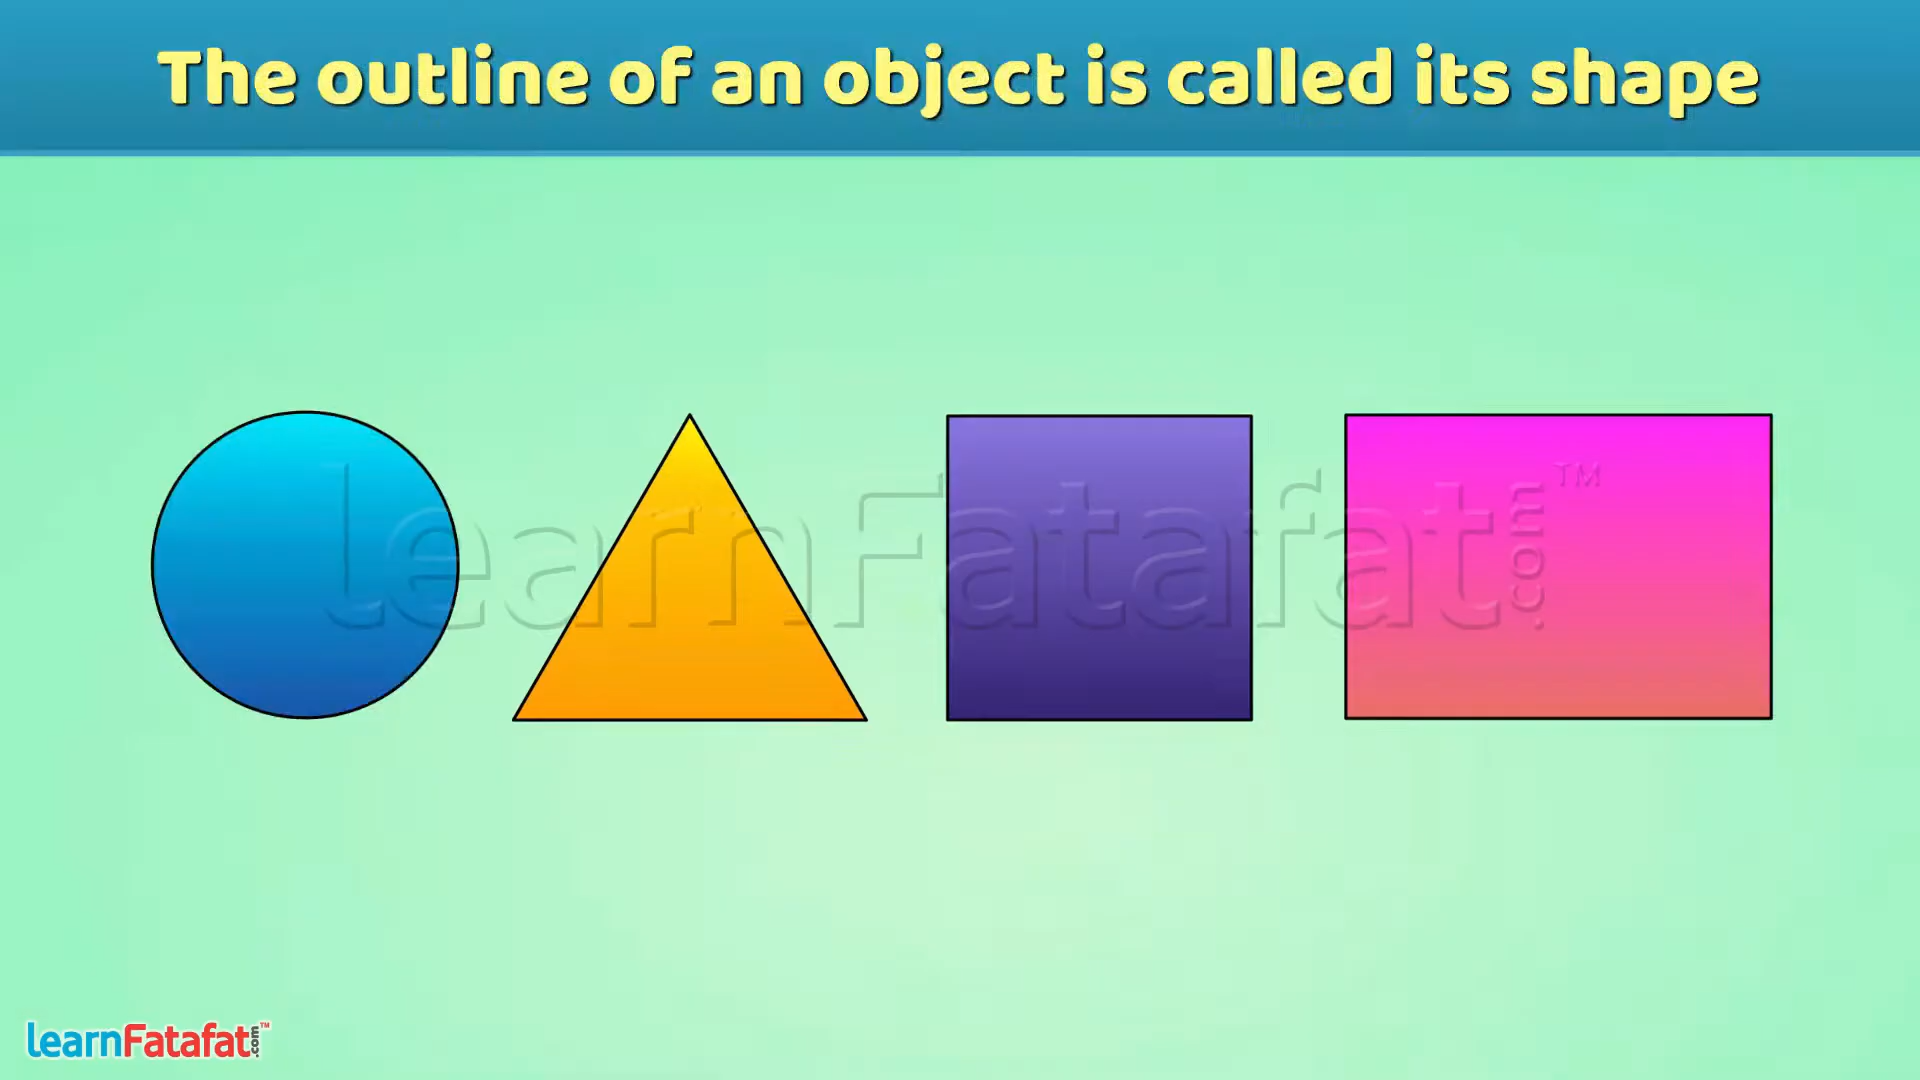 The outline of an object is called its shape
learnFatafat.com™
learnFatafat.com™